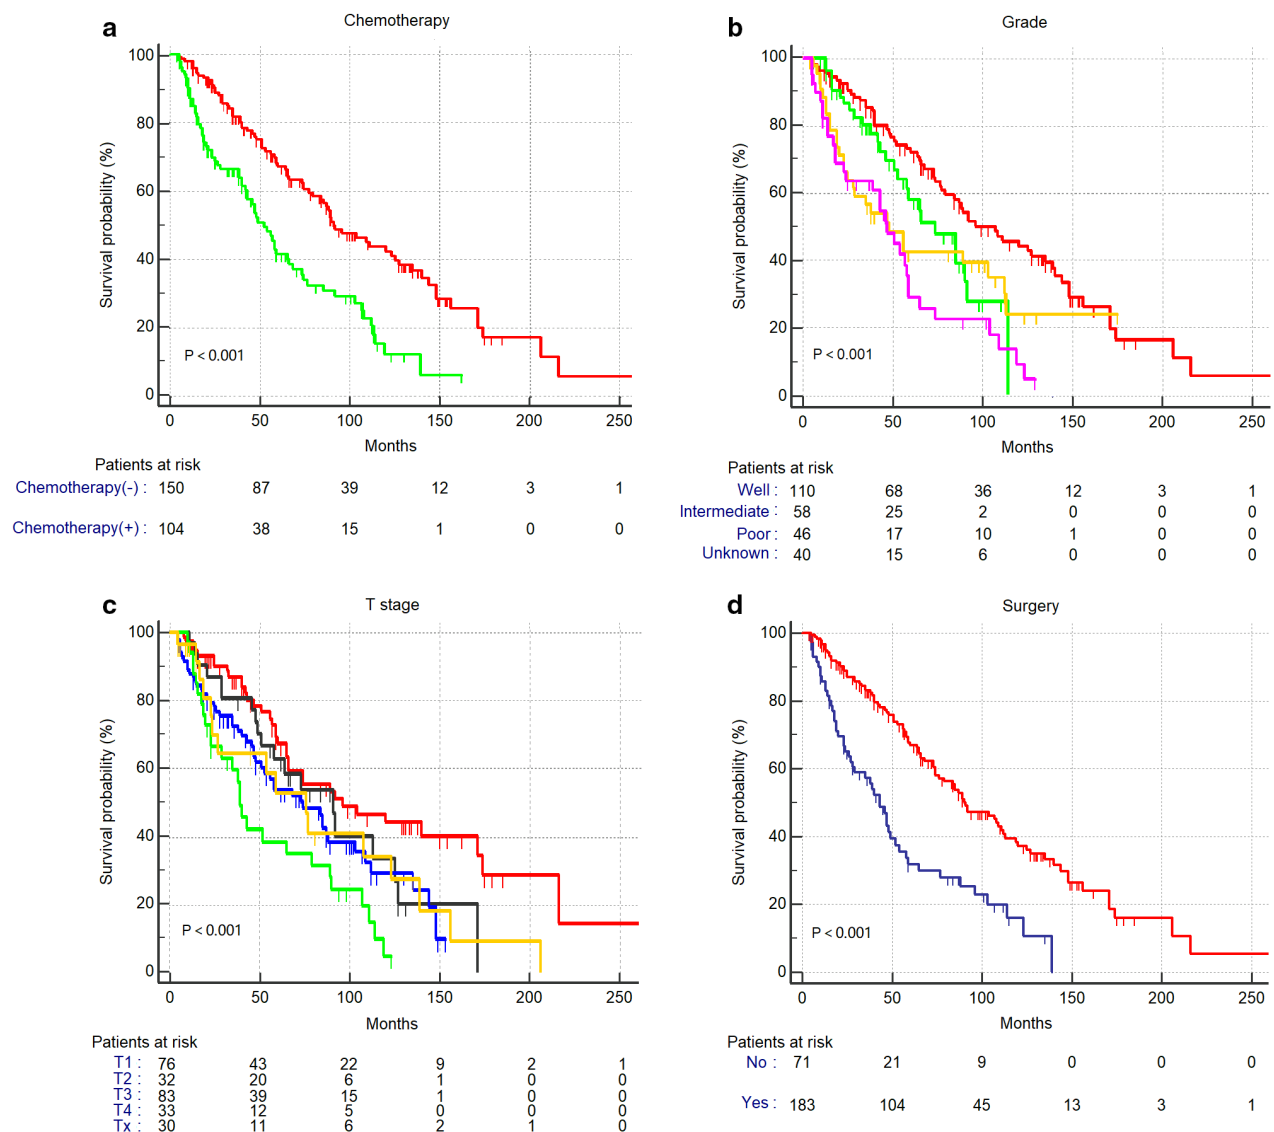 a
Chemotherapy
Survival probability (%)
100
80
60
40
20
0
P < 0.001
0 50 100 150 200 250
Months
Patients at risk
Chemotherapy(-) : 150 87 39 12 3 1
Chemotherapy(+) : 104 38 15 1 0 0
b
Grade
Survival probability (%)
100
80
60
40
20
0
P < 0.001
0 50 100 150 200 250
Months
Patients at risk
Well : 110 68 36 12 3 1
Intermediate : 58 25 2 0 0 0
Poor : 46 17 10 1 0 0
Unknown : 40 15 6 0 0 0
c
T stage
Survival probability (%)
100
80
60
40
20
0
P < 0.001
0 50 100 150 200 250
Months
Patients at risk
T1 : 76 43 22 9 2 1
T2 : 32 20 6 1 0 0
T3 : 83 39 15 1 0 0
T4 : 33 12 5 0 0 0
Tx : 30 11 6 2 1 0
d
Surgery
Survival probability (%)
100
80
60
40
20
0
P < 0.001
0 50 100 150 200 250
Months
Patients at risk
No : 71 21 9 0 0 0
Yes : 183 104 45 13 3 1